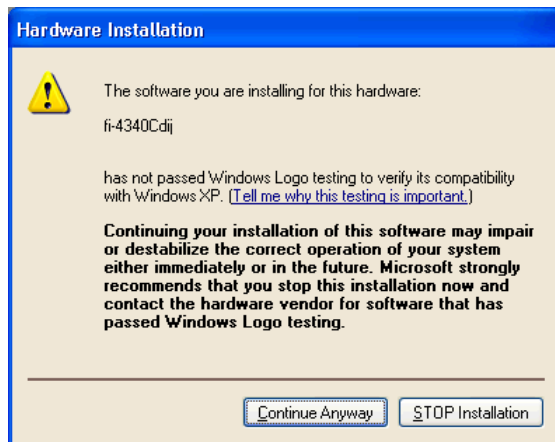 Hardware Installation
The software you are installing for this hardware:
fi-4340Cdij
has not passed Windows Logo testing to verify its compatibility
with Windows XP. (Tell me why this testing is important.)
Continuing your installation of this software may impair
or destabilize the correct operation of your system
either immediately or in the future. Microsoft strongly
recommends that you stop this installation now and
contact the hardware vendor for software that has
passed Windows Logo testing.
Continue Anyway
STOP Installation